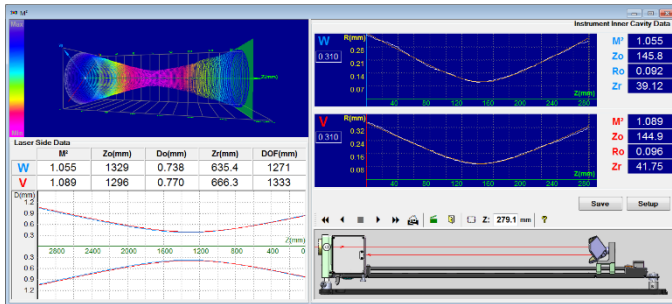 M²
Max
Z(mm)
Min
Laser Side Data
M² Zo(mm) Do(mm) Zr(mm) DOF(mm)
W 1.055 1329 0.738 635.4 1271
V 1.089 1296 0.770 666.3 1333
D(mm)
1.2
0.9
0.6
0.3
Z(mm)
2800 2400 2000 1600 1200 800 400 0
0.3
0.6
0.9
1.2
Instrument Inner Cavity Data
W
0.310
R(mm)
0.28
0.21
0.14
0.07
40 80 120 160 200 240 280
Z(mm)
M² 1.055
Zo 145.8
Ro 0.092
Zr 39.12
V
0.310
R(mm)
0.32
0.24
0.16
0.08
40 80 120 160 200 240 280
Z(mm)
M² 1.089
Zo 144.9
Ro 0.096
Zr 41.75
Save Setup
Z: 279.1 mm ?